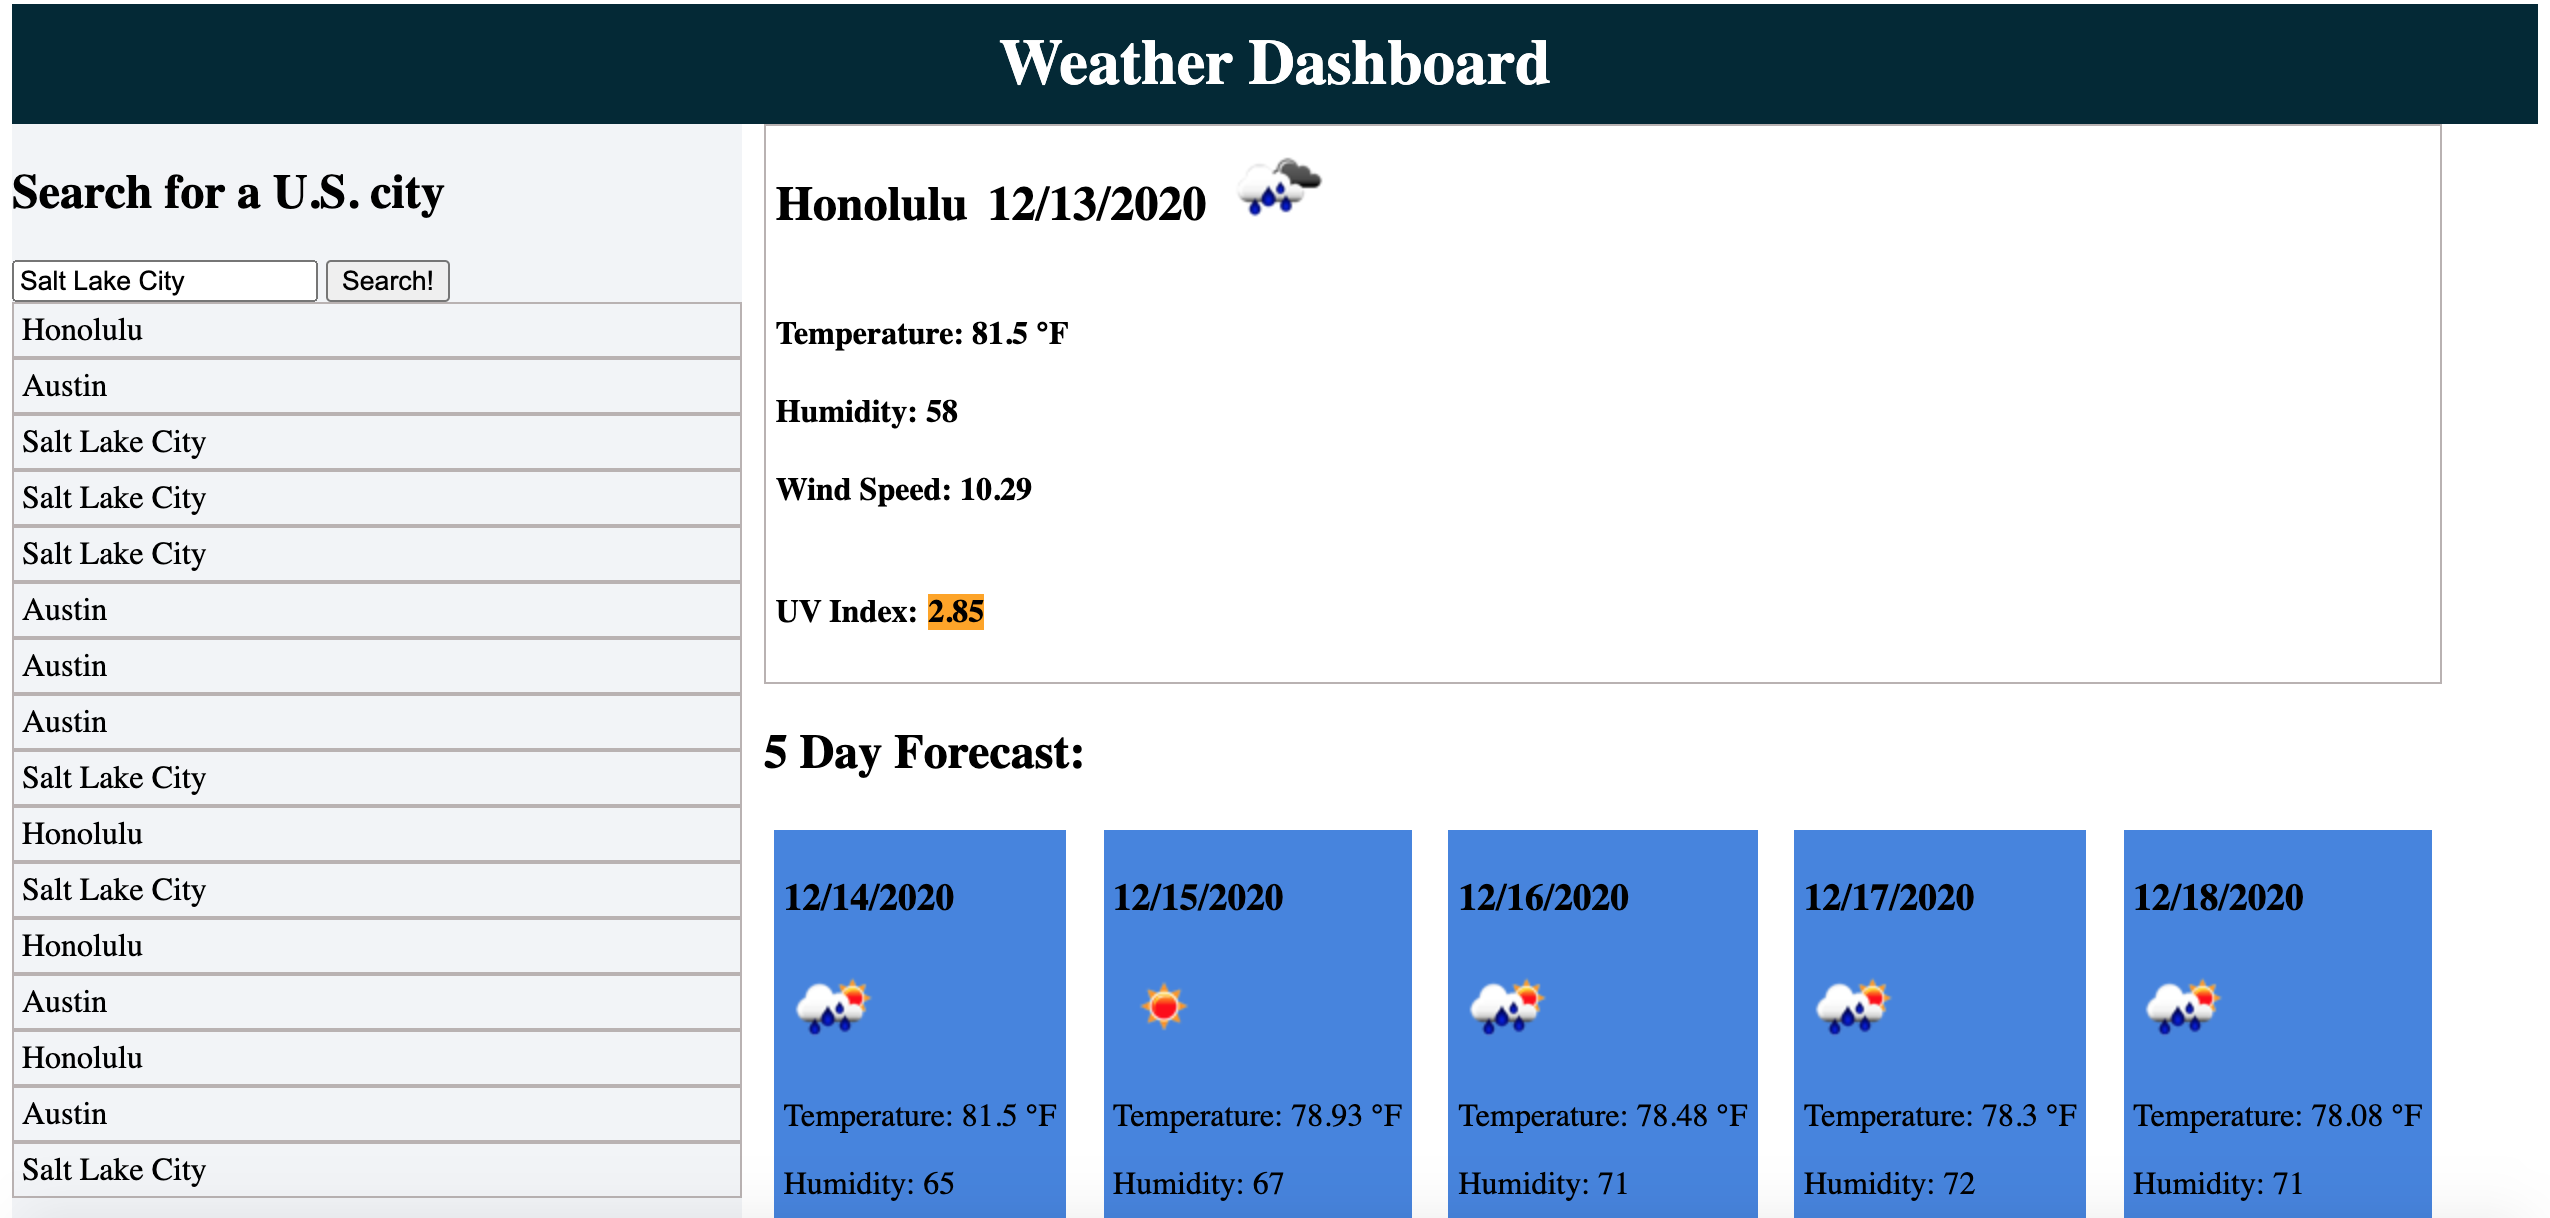 Weather Dashboard
Search for a U.S. city
Salt Lake City Search!
Honolulu
Austin
Salt Lake City
Salt Lake City
Salt Lake City
Austin
Austin
Austin
Salt Lake City
Honolulu
Salt Lake City
Honolulu
Austin
Honolulu
Austin
Salt Lake City
Honolulu 12/13/2020
Temperature: 81.5 °F
Humidity: 58
Wind Speed: 10.29
UV Index: 2.85
5 Day Forecast:
12/14/2020
Temperature: 81.5 °F
Humidity: 65
12/15/2020
Temperature: 78.93 °F
Humidity: 67
12/16/2020
Temperature: 78.48 °F
Humidity: 71
12/17/2020
Temperature: 78.3 °F
Humidity: 72
12/18/2020
Temperature: 78.08 °F
Humidity: 71